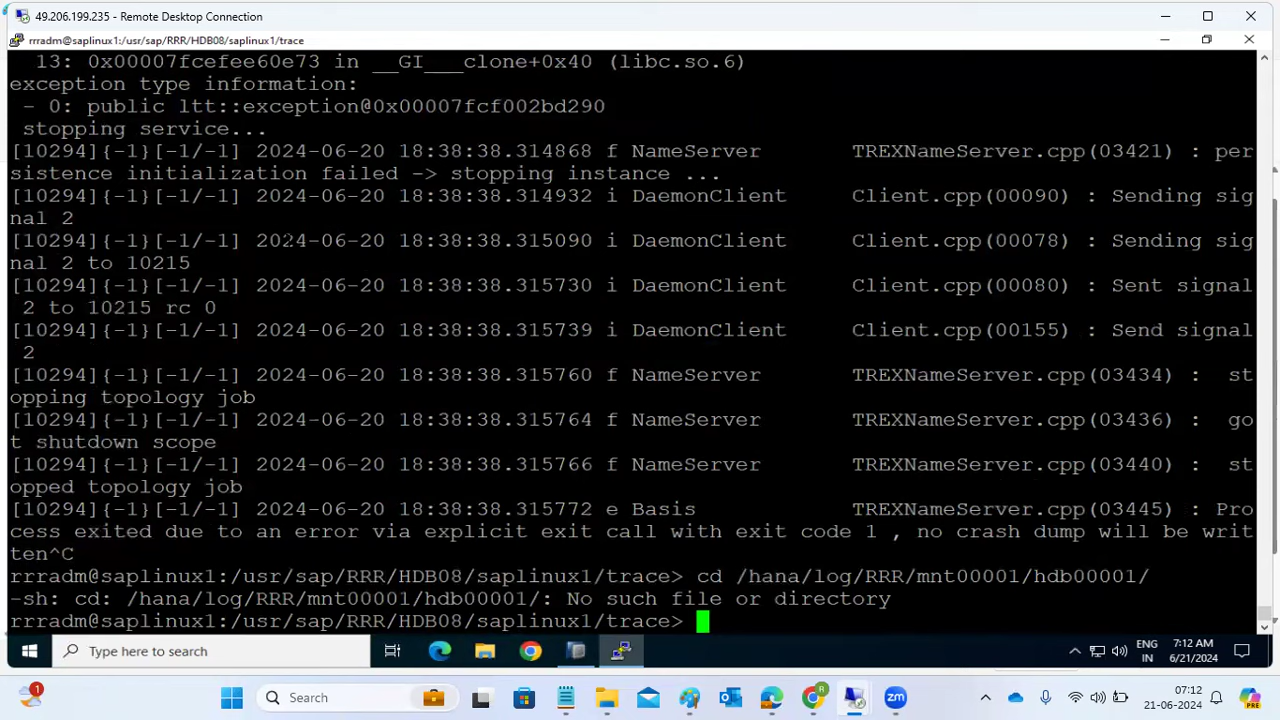 49.206.199.235 - Remote Desktop Connection
rrradm@saplinux1:/usr/sap/RRR/HDB08/saplinux1/trace
13: 0x00007fcefee60e73 in __GI___clone+0x40 (libc.so.6)
exception type information:
- 0: public ltt::exception@0x00007fcf002bd290
stopping service...
[10294]{-1}[-1/-1] 2024-06-20 18:38:38.314868 f NameServer TREXNameServer.cpp(03421) : per
sistence initialization failed -> stopping instance ...
[10294]{-1}[-1/-1] 2024-06-20 18:38:38.314932 i DaemonClient Client.cpp(00090) : Sending sig
nal 2
[10294]{-1}[-1/-1] 2024-06-20 18:38:38.315090 i DaemonClient Client.cpp(00078) : Sending sig
nal 2 to 10215
[10294]{-1}[-1/-1] 2024-06-20 18:38:38.315730 i DaemonClient Client.cpp(00080) : Sent signal
2 to 10215 rc 0
[10294]{-1}[-1/-1] 2024-06-20 18:38:38.315739 i DaemonClient Client.cpp(00155) : Send signal
2
[10294]{-1}[-1/-1] 2024-06-20 18:38:38.315760 f NameServer TREXNameServer.cpp(03434) : st
opping topology job
[10294]{-1}[-1/-1] 2024-06-20 18:38:38.315764 f NameServer TREXNameServer.cpp(03436) : go
t shutdown scope
[10294]{-1}[-1/-1] 2024-06-20 18:38:38.315766 f NameServer TREXNameServer.cpp(03440) : st
opped topology job
[10294]{-1}[-1/-1] 2024-06-20 18:38:38.315772 e Basis TREXNameServer.cpp(03445) : Pro
cess exited due to an error via explicit exit call with exit code 1 , no crash dump will be writ
ten^C
rrradm@saplinux1:/usr/sap/RRR/HDB08/saplinux1/trace> cd /hana/log/RRR/mnt00001/hdb00001/
-sh: cd: /hana/log/RRR/mnt00001/hdb00001/: No such file or directory
rrradm@saplinux1:/usr/sap/RRR/HDB08/saplinux1/trace>
Type here to search
ENG
IN
7:12 AM
6/21/2024
1
Search
R
zm
07:12
21-06-2024
PRE